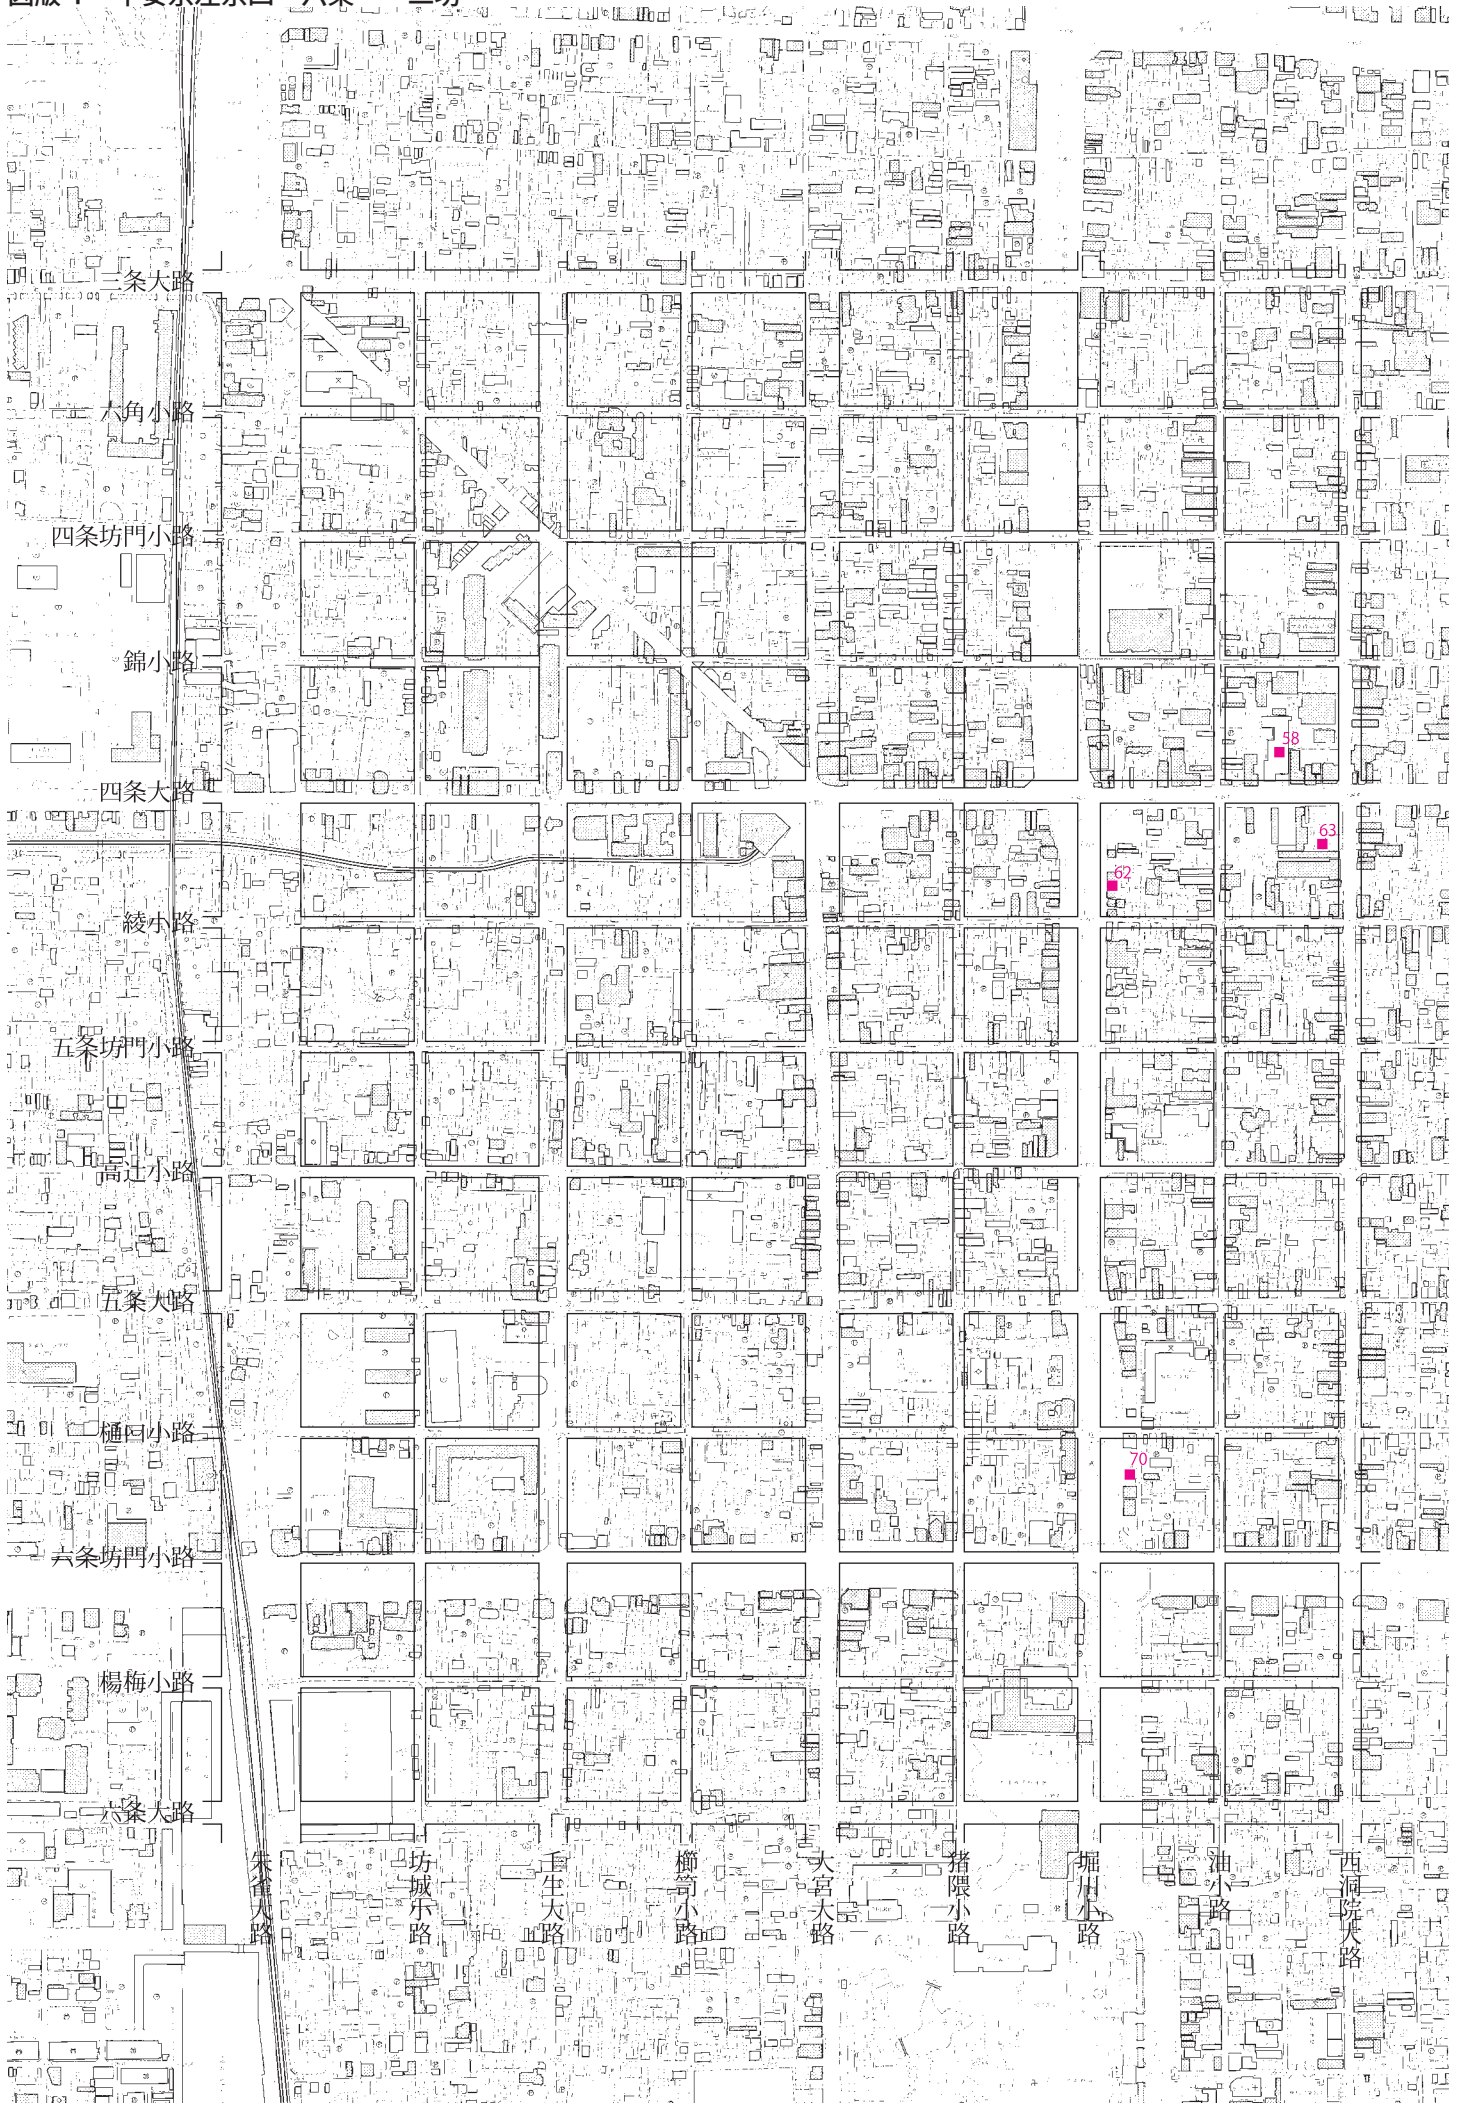 三条大路
六角小路
四条坊門小路
錦小路
58
四条大路
63
62
綾小路
五条坊門小路
高辻小路
五条大路
樋口小路
70
六条坊門小路
楊梅小路
六条大路
朱雀大路
坊城小路
壬生大路
櫛笥小路
大宮大路
猪隈小路
堀川小路
油小路
西洞院大路